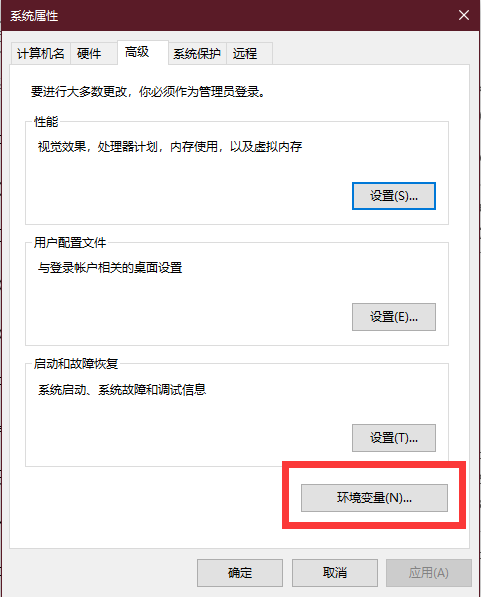 系统属性
计算机名 硬件 高级 系统保护 远程
要进行大多数更改，你必须作为管理员登录。
性能
视觉效果，处理器计划，内存使用，以及虚拟内存
设置(S)...
用户配置文件
与登录帐户相关的桌面设置
设置(E)...
启动和故障恢复
系统启动、系统故障和调试信息
设置(T)...
环境变量(N)...
确定 取消 应用(A)